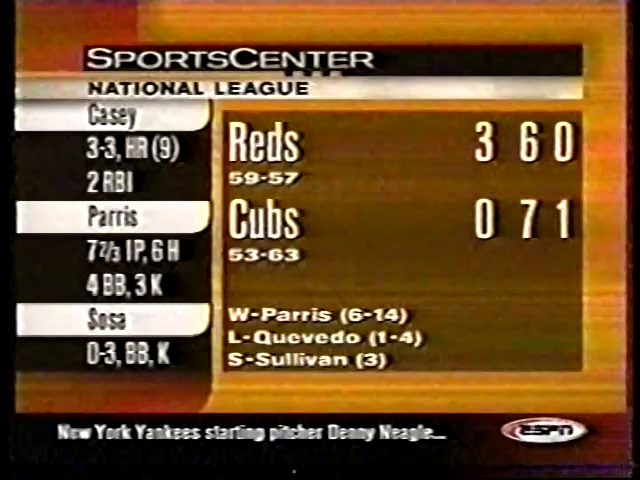 SPORTSCENTER
NATIONAL LEAGUE
Casey
3-3, HR (9)
2 RBI
Parris
7 2/3 IP, 6 H
4 BB, 3 K
Sosa
0-3, BB, K
Reds 3 6 0
59-57
Cubs 0 7 1
53-63
W-Parris (6-14)
L-Quevedo (1-4)
S-Sullivan (3)
New York Yankees starting pitcher Denny Neagle...
ESPN